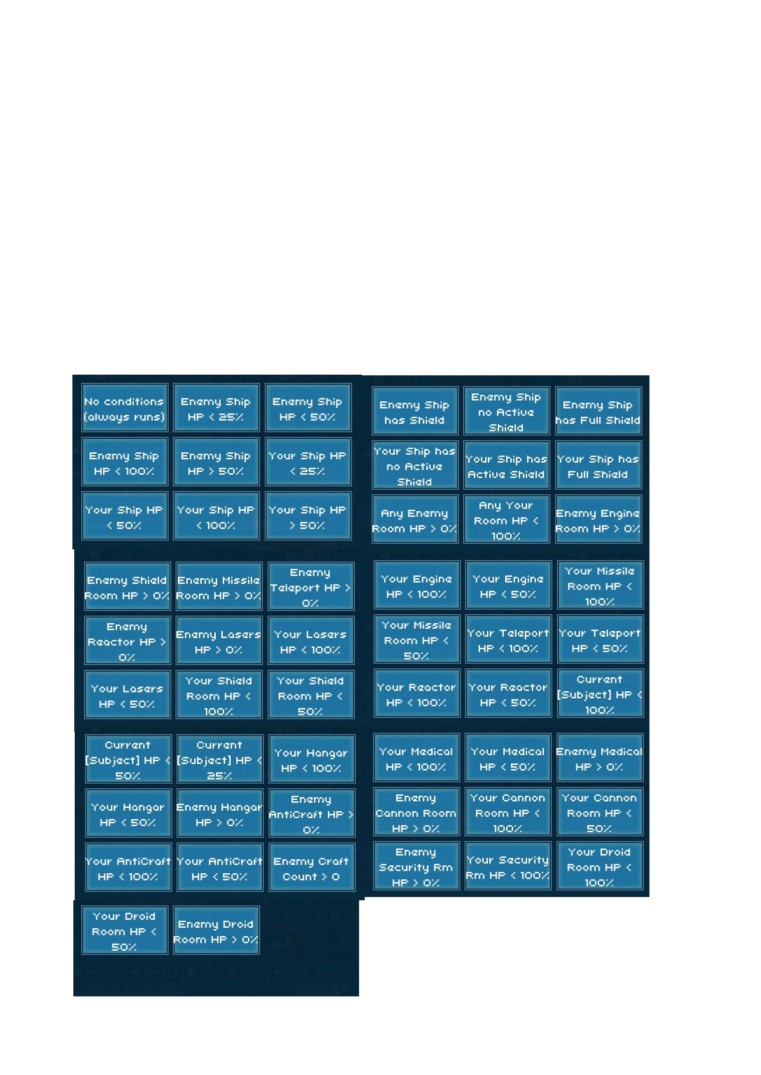 No conditions
(always runs)
Enemy Ship
HP < 25%
Enemy Ship
HP < 50%
Enemy Ship
HP < 100%
Enemy Ship
HP > 50%
Your Ship HP
< 25%
Your Ship HP
< 50%
Your Ship HP
< 100%
Your Ship HP
> 50%
Enemy Ship
has Shield
Enemy Ship
no Active
Shield
Enemy Ship
has Full Shield
Your Ship has
no Active
Shield
Your Ship has
Active Shield
Your Ship has
Full Shield
Any Enemy
Room HP > 0%
Any Your
Room HP <
100%
Enemy Engine
Room HP > 0%
Enemy Shield
Room HP > 0%
Enemy Missile
Room HP > 0%
Enemy
Teleport HP >
0%
Enemy
Reactor HP >
0%
Enemy Lasers
HP > 0%
Your Lasers
HP < 100%
Your Lasers
HP < 50%
Your Shield
Room HP <
100%
Your Shield
Room HP <
50%
Your Engine
HP < 100%
Your Engine
HP < 50%
Your Missile
Room HP <
100%
Your Missile
Room HP <
50%
Your Teleport
HP < 100%
Your Teleport
HP < 50%
Your Reactor
HP < 100%
Your Reactor
HP < 50%
Current
[Subject] HP <
100%
Current
[Subject] HP <
50%
Current
[Subject] HP <
25%
Your Hangar
HP < 100%
Your Hangar
HP < 50%
Enemy Hangar
HP > 0%
Enemy
AntiCraft HP >
0%
Your AntiCraft
HP < 100%
Your AntiCraft
HP < 50%
Enemy Craft
Count > 0
Your Medical
HP < 100%
Your Medical
HP < 50%
Enemy Medical
HP > 0%
Enemy
Cannon Room
HP > 0%
Your Cannon
Room HP <
100%
Your Cannon
Room HP <
50%
Enemy
Security Rm
HP > 0%
Your Security
Rm HP < 100%
Your Droid
Room HP <
100%
Your Droid
Room HP <
50%
Enemy Droid
Room HP > 0%